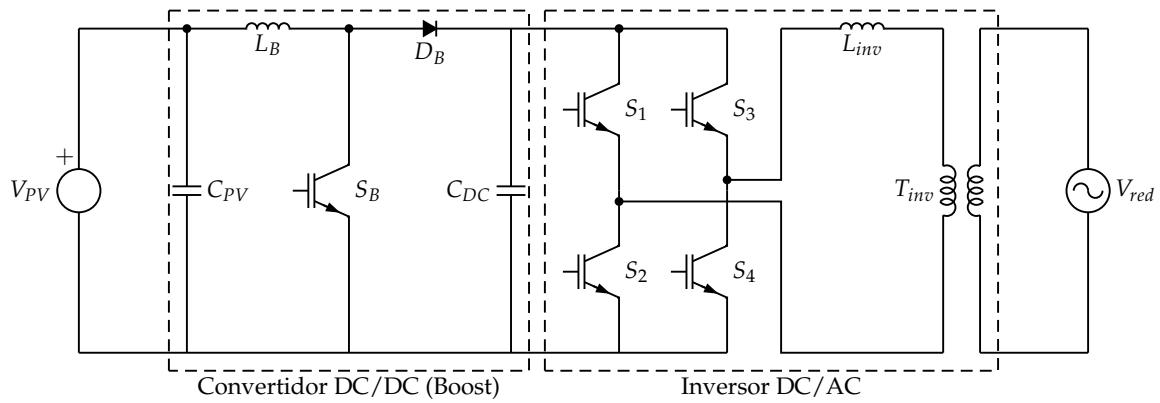 L_B
D_B
L_inv
S_1
S_3
+
V_PV
C_PV
S_B
C_DC
T_inv
V_red
S_2
S_4
Convertidor DC/DC (Boost)
Inversor DC/AC